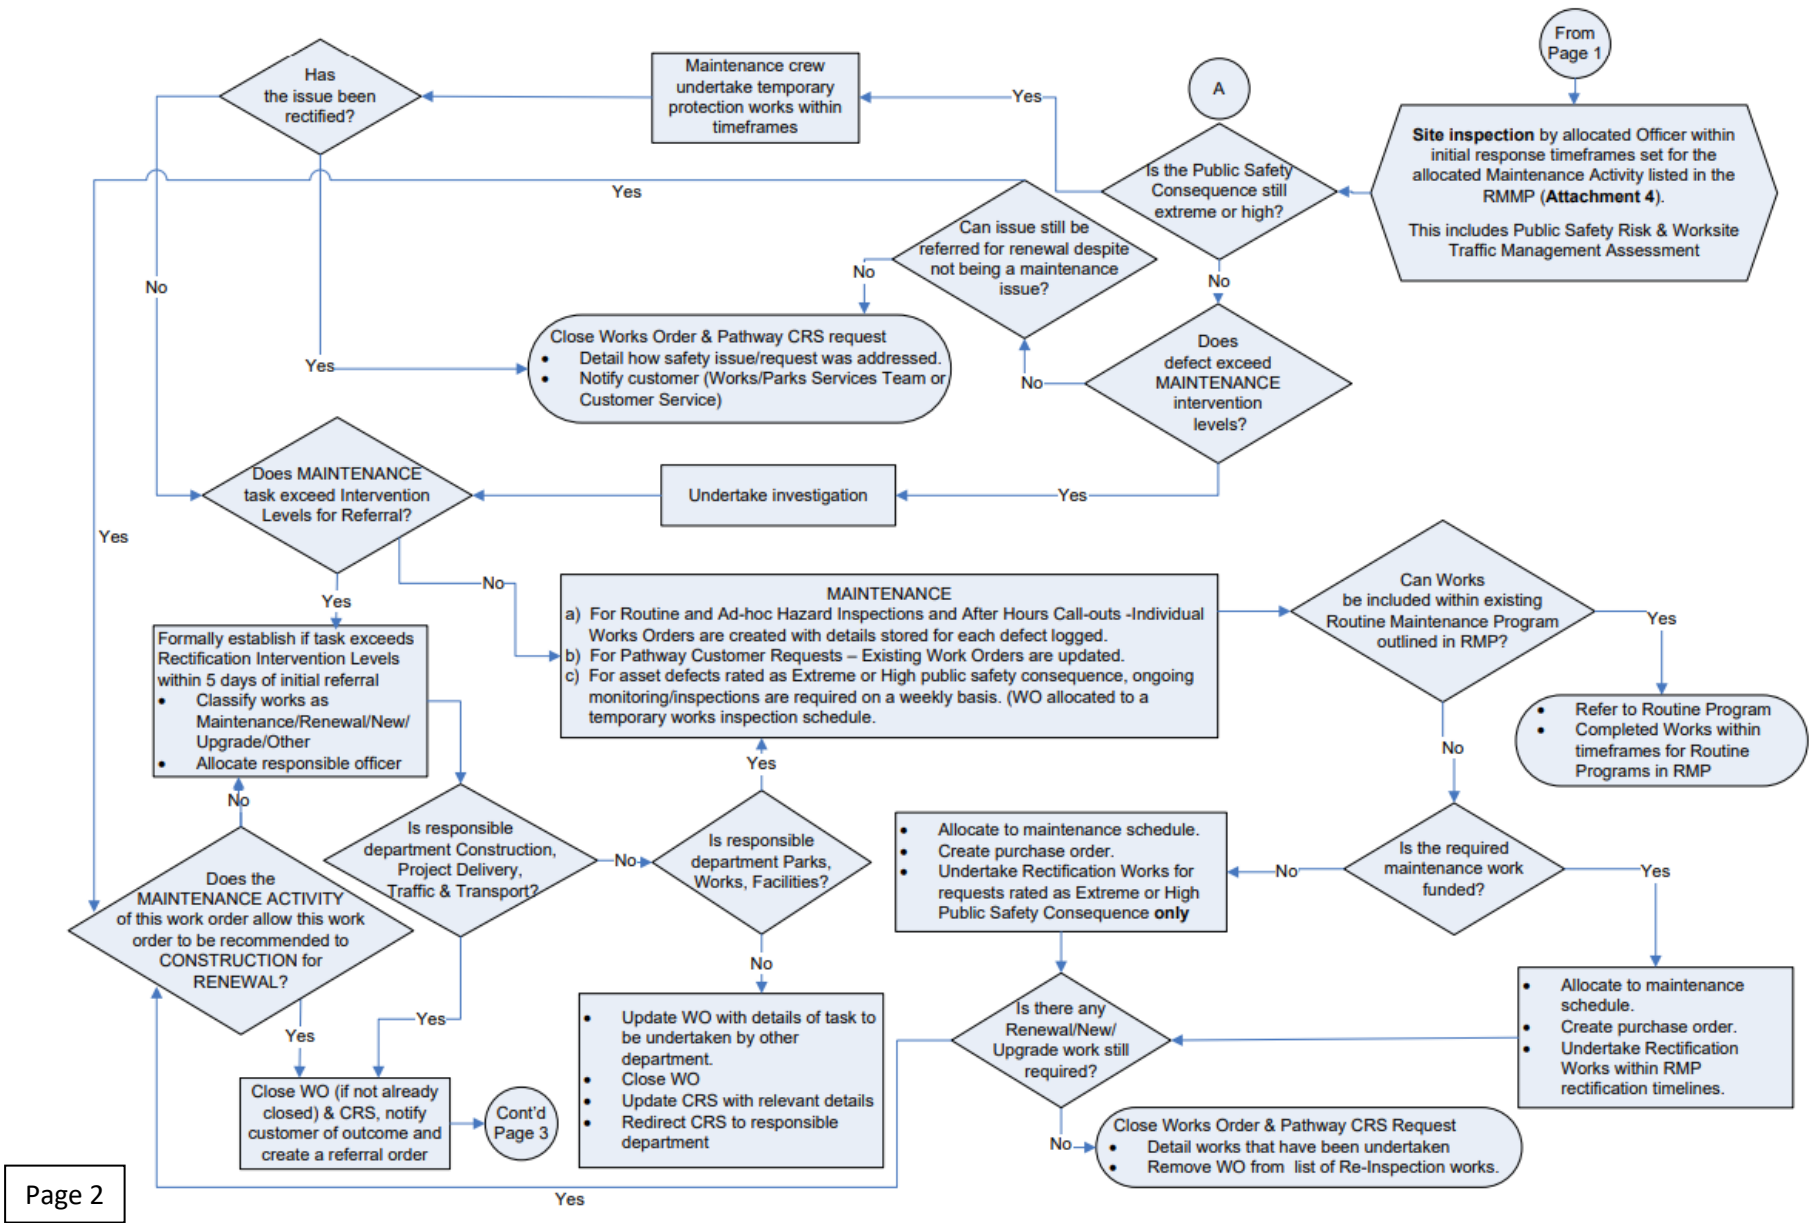 From
Page 1
Has
the issue been
rectified?
Maintenance crew
undertake temporary
protection works within
timeframes
Yes
A
Site inspection by allocated Officer within
initial response timeframes set for the
allocated Maintenance Activity listed in the
RMMP (Attachment 4).
This includes Public Safety Risk & Worksite
Traffic Management Assessment
Is the Public Safety
Consequence still
extreme or high?
Yes
Can issue still be
referred for renewal despite
not being a maintenance
issue?
No
No
No
Close Works Order & Pathway CRS request
• Detail how safety issue/request was addressed.
• Notify customer (Works/Parks Services Team or
Customer Service)
Yes
Does
defect exceed
MAINTENANCE
intervention
levels?
No
Does MAINTENANCE
task exceed Intervention
Levels for Referral?
Undertake investigation
Yes
Yes
No
Yes
Can Works
be included within existing
Routine Maintenance Program
outlined in RMP?
Yes
MAINTENANCE
a) For Routine and Ad-hoc Hazard Inspections and After Hours Call-outs -Individual
Works Orders are created with details stored for each defect logged.
b) For Pathway Customer Requests – Existing Work Orders are updated.
c) For asset defects rated as Extreme or High public safety consequence, ongoing
monitoring/inspections are required on a weekly basis. (WO allocated to a
temporary works inspection schedule.
Formally establish if task exceeds
Rectification Intervention Levels
within 5 days of initial referral
• Classify works as
Maintenance/Renewal/New/
Upgrade/Other
• Allocate responsible officer
• Refer to Routine Program
• Completed Works within
timeframes for Routine
Programs in RMP
No
Yes
No
Is responsible
department Construction,
Project Delivery,
Traffic & Transport?
No
Is responsible
department Parks,
Works, Facilities?
• Allocate to maintenance schedule.
• Create purchase order.
• Undertake Rectification Works for
requests rated as Extreme or High
Public Safety Consequence only
No
Is the required
maintenance work
funded?
Yes
Does the
MAINTENANCE ACTIVITY
of this work order allow this work
order to be recommended to
CONSTRUCTION for
RENEWAL?
No
Yes
Yes
• Update WO with details of task to
be undertaken by other
department.
• Close WO
• Update CRS with relevant details
• Redirect CRS to responsible
department
Is there any
Renewal/New/
Upgrade work still
required?
• Allocate to maintenance
schedule.
• Create purchase order.
• Undertake Rectification
Works within RMP
rectification timelines.
Close WO (if not already
closed) & CRS, notify
customer of outcome and
create a referral order
Cont'd
Page 3
No
Close Works Order & Pathway CRS Request
• Detail works that have been undertaken
• Remove WO from list of Re-Inspection works.
Yes
Page 2